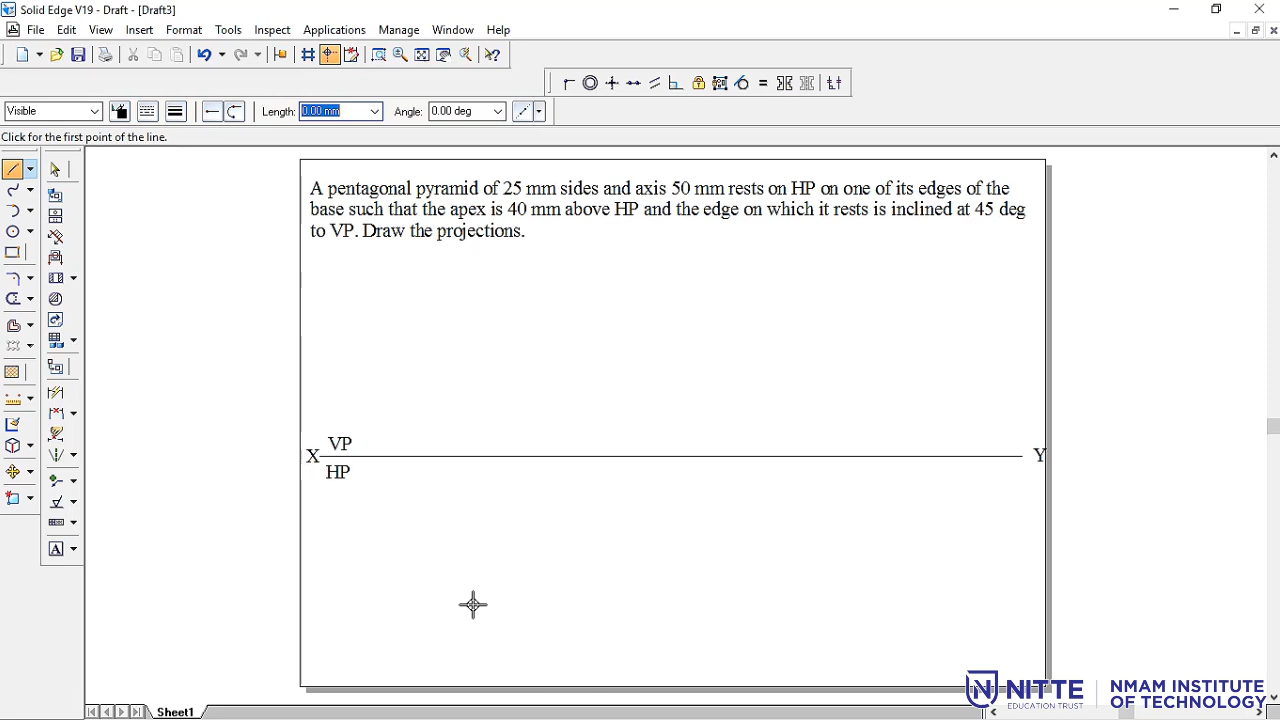 Solid Edge V19 - Draft - [Draft3]
File Edit View Insert Format Tools Inspect Applications Manage Window Help
Visible Length: 0.00 mm Angle: 0.00 deg
Click for the first point of the line.
A pentagonal pyramid of 25 mm sides and axis 50 mm rests on HP on one of its edges of the
base such that the apex is 40 mm above HP and the edge on which it rests is inclined at 45 deg
to VP. Draw the projections.
VP
X Y
HP
A
NITTE
EDUCATION TRUST
NMAM INSTITUTE
OF TECHNOLOGY
Sheet1